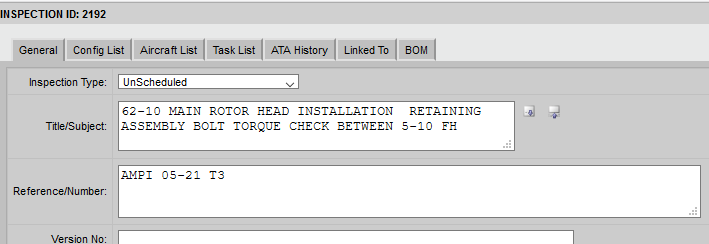 INSPECTION ID: 2192
General Config List Aircraft List Task List ATA History Linked To BOM
Inspection Type: UnScheduled
Title/Subject: 62-10 MAIN ROTOR HEAD INSTALLATION  RETAINING
ASSEMBLY BOLT TORQUE CHECK BETWEEN 5-10 FH
Reference/Number: AMPI 05-21 T3
Version No: